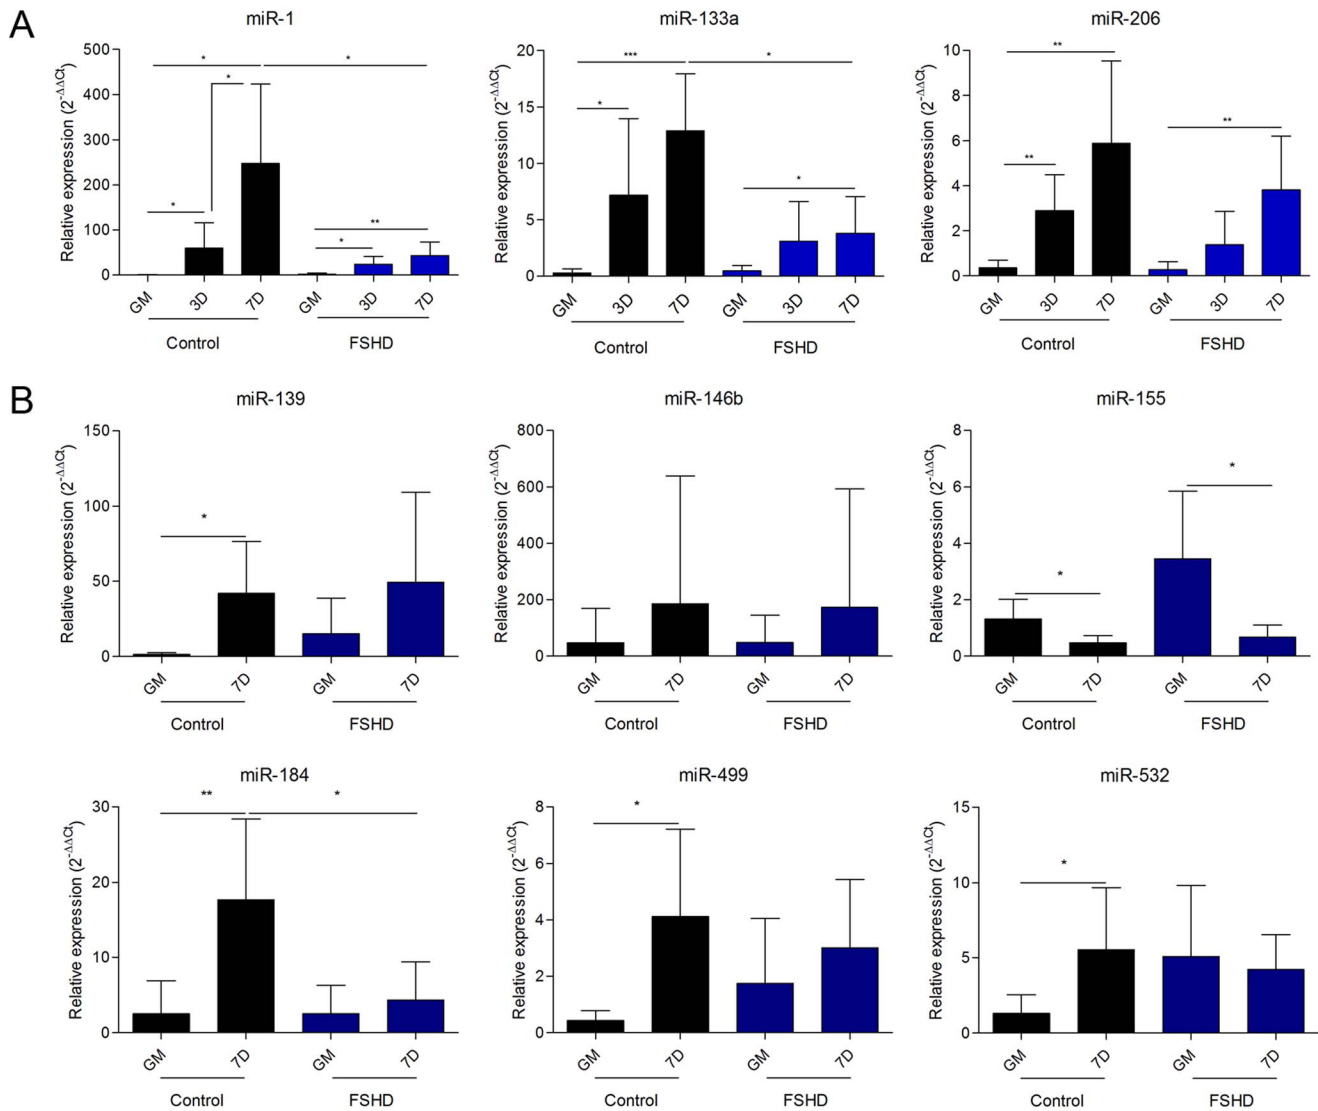 A
miR-1
Relative expression (2-ΔΔCt)
500
400
300
200
100
0
*
*
*
*
*
**
GM
3D
7D
GM
3D
7D
Control
FSHD
miR-133a
Relative expression (2-ΔΔCt)
20
15
10
5
0
***
*
*
*
GM
3D
7D
GM
3D
7D
Control
FSHD
miR-206
Relative expression (2-ΔΔCt)
10
8
6
4
2
0
**
**
**
GM
3D
7D
GM
3D
7D
Control
FSHD
B
miR-139
Relative expression (2-ΔΔCt)
150
100
50
0
*
GM
7D
GM
7D
Control
FSHD
miR-146b
Relative expression (2-ΔΔCt)
800
600
400
200
0
GM
7D
GM
7D
Control
FSHD
miR-155
Relative expression (2-ΔΔCt)
8
6
4
2
0
*
*
GM
7D
GM
7D
Control
FSHD
miR-184
Relative expression (2-ΔΔCt)
30
20
10
0
**
*
GM
7D
GM
7D
Control
FSHD
miR-499
Relative expression (2-ΔΔCt)
8
6
4
2
0
*
GM
7D
GM
7D
Control
FSHD
miR-532
Relative expression (2-ΔΔCt)
15
10
5
0
*
GM
7D
GM
7D
Control
FSHD